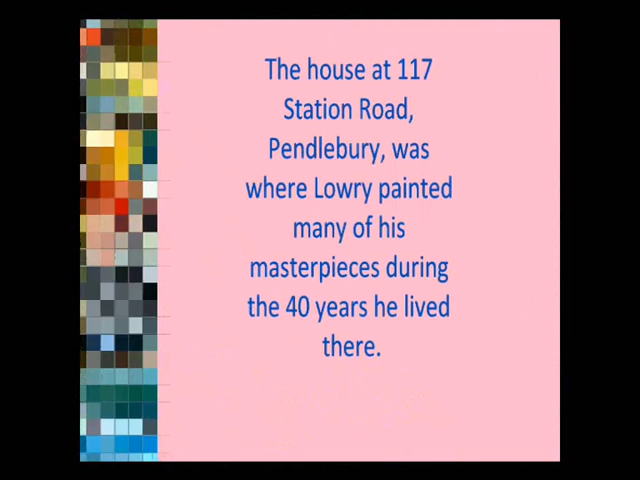 The house at 117
Station Road,
Pendlebury, was
where Lowry painted
many of his
masterpieces during
the 40 years he lived
there.